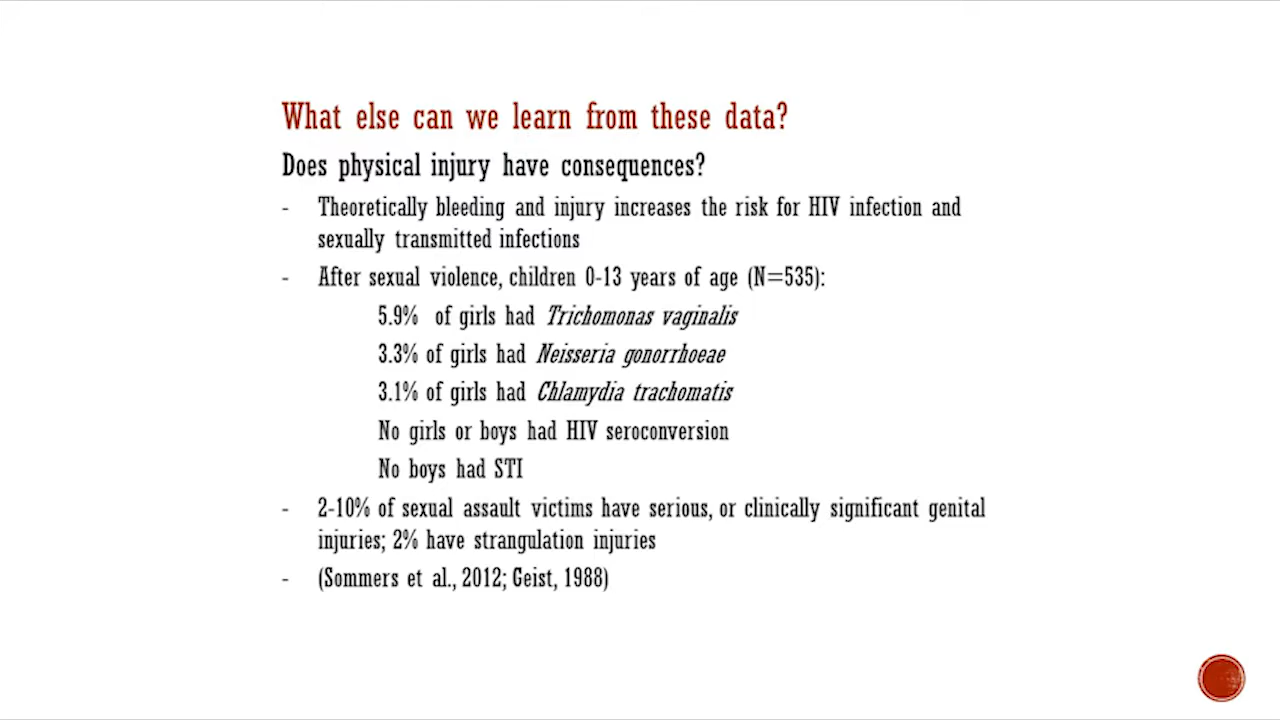 What else can we learn from these data?
Does physical injury have consequences?
- Theoretically bleeding and injury increases the risk for HIV infection and
sexually transmitted infections
- After sexual violence, children 0-13 years of age (N=535):
5.9% of girls had Trichomonas vaginalis
3.3% of girls had Neisseria gonorrhoeae
3.1% of girls had Chlamydia trachomatis
No girls or boys had HIV seroconversion
No boys had STI
- 2-10% of sexual assault victims have serious, or clinically significant genital
injuries; 2% have strangulation injuries
- (Sommers et al., 2012; Geist, 1988)